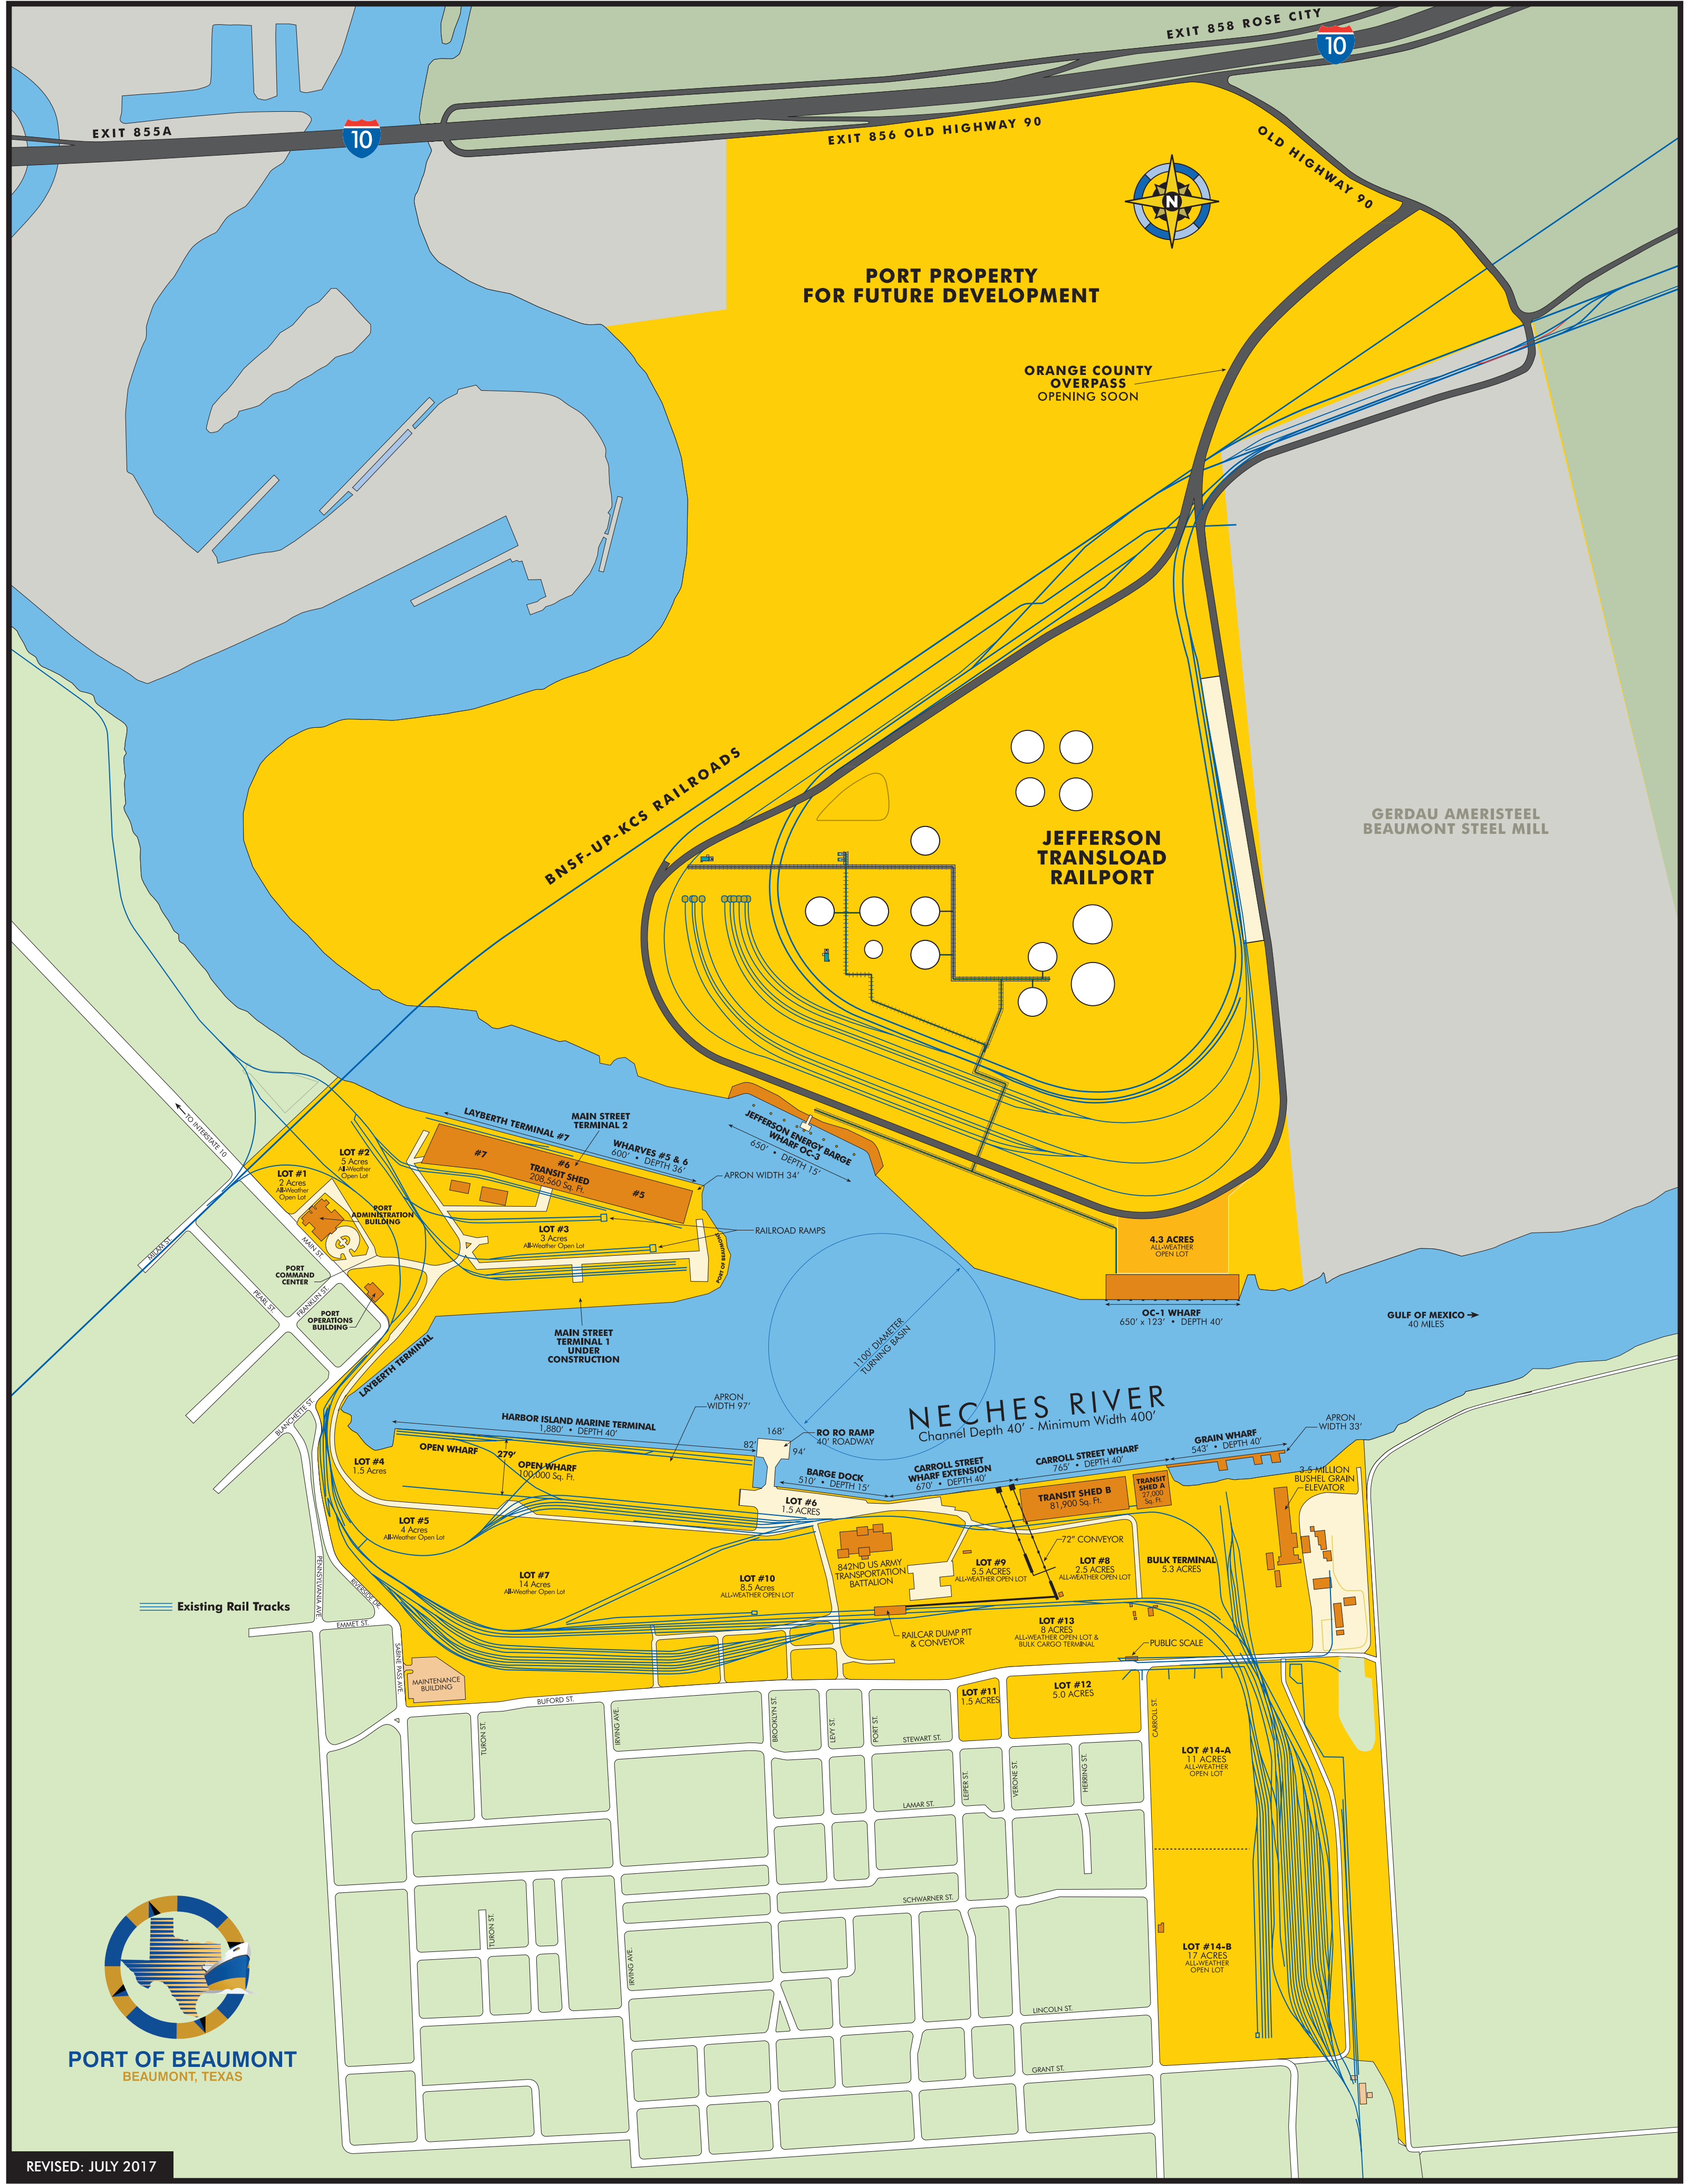 EXIT 858 ROSE CITY
10
EXIT 855A
10
EXIT 856 OLD HIGHWAY 90
OLD HIGHWAY 90
N
PORT PROPERTY
FOR FUTURE DEVELOPMENT
ORANGE COUNTY
OVERPASS
OPENING SOON
BNSF-UP-KCS RAILROADS
JEFFERSON
TRANSLOAD
RAILPORT
GERDAU AMERISTEEL
BEAUMONT STEEL MILL
TO INTERSTATE 10
LAYBERTH TERMINAL #7
MAIN STREET
TERMINAL 2
WHARVES #5 & 6
600' • DEPTH 36'
JEFFERSON ENERGY BARGE
WHARF OC-3
650' • DEPTH 15'
#7
#6
TRANSIT SHED
208,560 Sq. Ft.
#5
APRON WIDTH 34'
LOT #2
5 Acres
All-Weather
Open Lot
LOT #1
2 Acres
All-Weather
Open Lot
PORT
ADMINISTRATION
BUILDING
LOT #3
3 Acres
All-Weather Open Lot
RAILROAD RAMPS
PORT OF BEAUMONT
4.3 ACRES
ALL-WEATHER
OPEN LOT
MILAM ST.
MAIN ST.
PORT
COMMAND
CENTER
PEARL ST.
FRANKLIN ST.
PORT
OPERATIONS
BUILDING
OC-1 WHARF
650' x 123' • DEPTH 40'
GULF OF MEXICO
40 MILES
MAIN STREET
TERMINAL 1
UNDER
CONSTRUCTION
1100' DIAMETER
TURNING BASIN
LAYBERTH TERMINAL
BLANCHETTE ST.
NECHES RIVER
Channel Depth 40' - Minimum Width 400'
APRON
WIDTH 97'
HARBOR ISLAND MARINE TERMINAL
1,880' • DEPTH 40'
168'
82'
94'
RO RO RAMP
40' ROADWAY
APRON
WIDTH 33'
GRAIN WHARF
543' • DEPTH 40'
CARROLL STREET WHARF
765' • DEPTH 40'
CARROLL STREET
WHARF EXTENSION
670' • DEPTH 40'
BARGE DOCK
510' • DEPTH 15'
OPEN WHARF
279'
OPEN WHARF
100,000 Sq. Ft.
LOT #4
1.5 Acres
3.5 MILLION
BUSHEL GRAIN
ELEVATOR
TRANSIT
SHED A
27,000
Sq. Ft.
TRANSIT SHED B
81,900 Sq. Ft.
LOT #6
1.5 ACRES
LOT #5
4 Acres
All-Weather Open Lot
72" CONVEYOR
842ND US ARMY
TRANSPORTATION
BATTALION
LOT #9
5.5 ACRES
ALL-WEATHER OPEN LOT
LOT #8
2.5 ACRES
ALL-WEATHER OPEN LOT
BULK TERMINAL
5.3 ACRES
LOT #7
14 Acres
All-Weather Open Lot
LOT #10
8.5 Acres
ALL-WEATHER OPEN LOT
PENNSYLVANIA AVE
RIVERSIDE DR.
Existing Rail Tracks
EMMET ST.
RAILCAR DUMP PIT
& CONVEYOR
LOT #13
8 ACRES
ALL-WEATHER OPEN LOT &
BULK CARGO TERMINAL
PUBLIC SCALE
SABINE PASS AVE
MAINTENANCE
BUILDING
BUFORD ST.
LOT #11
1.5 ACRES
LOT #12
5.0 ACRES
TURON ST.
IRVING AVE.
BROOKLYN ST.
LEVY ST.
PORT ST.
STEWART ST.
CARROLL ST.
LEIPER ST.
VERONE ST.
HERRING ST.
LOT #14-A
11 ACRES
ALL-WEATHER
OPEN LOT
LAMAR ST.
SCHWARNER ST.
TURON ST.
IRVING AVE.
LOT #14-B
17 ACRES
ALL-WEATHER
OPEN LOT
LINCOLN ST.
GRANT ST.
PORT OF BEAUMONT
BEAUMONT, TEXAS
REVISED: JULY 2017